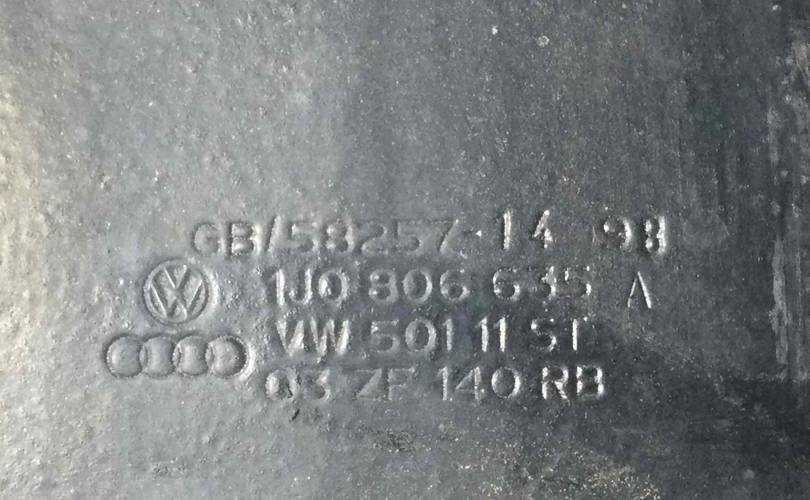 GB/58257-14 98
1J0 806 635 A
VW 501 11 ST
03 ZF 140 RB